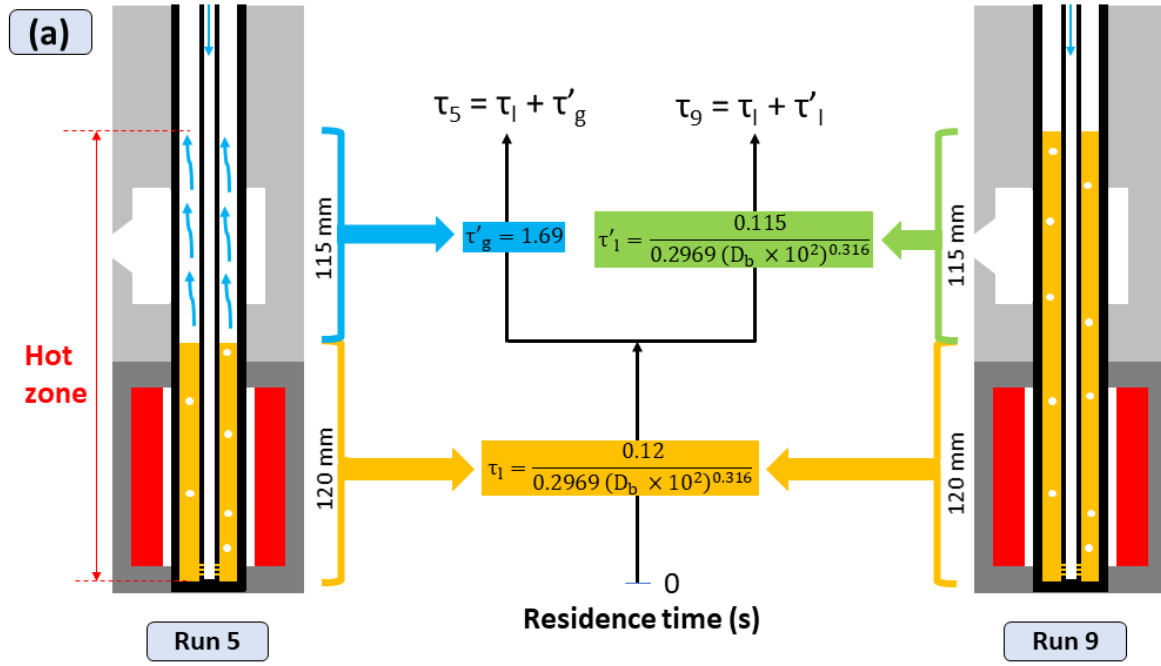 (a)
τ5 = τl + τ'g
τ9 = τl + τ'l
115 mm
τ'g = 1.69
τ'l = 0.115 / 0.2969 (Db × 10^2)^0.316
115 mm
Hot
zone
120 mm
τl = 0.12 / 0.2969 (Db × 10^2)^0.316
120 mm
0
Residence time (s)
Run 5
Run 9